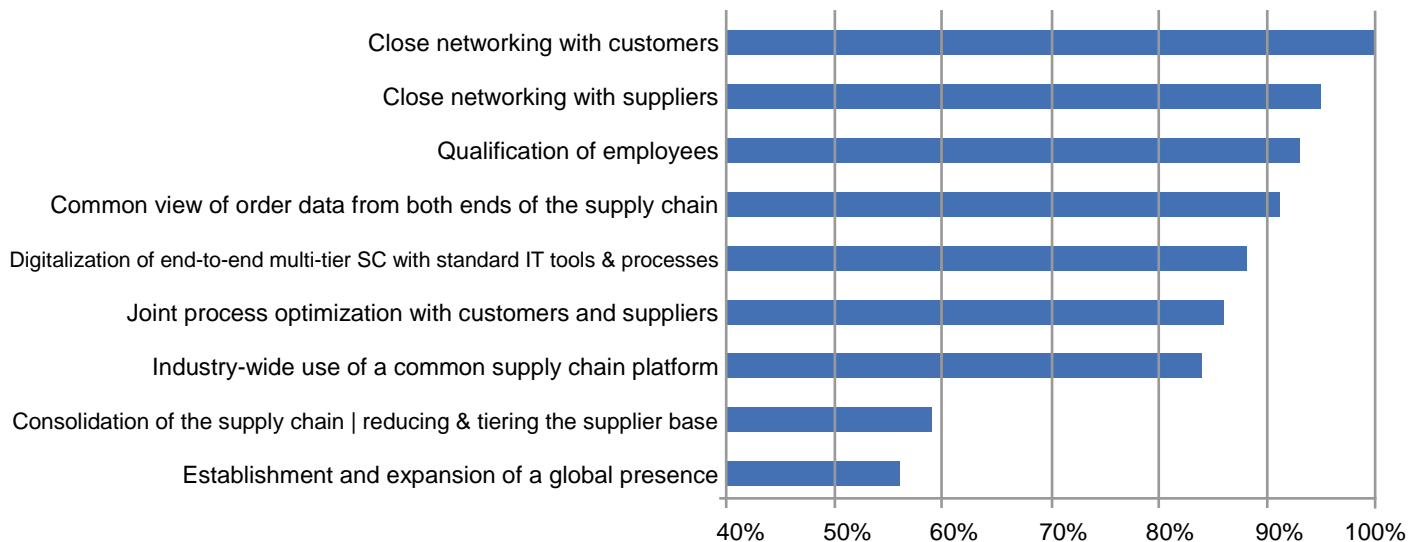 Close networking with customers
Close networking with suppliers
Qualification of employees
Common view of order data from both ends of the supply chain
Digitalization of end-to-end multi-tier SC with standard IT tools & processes
Joint process optimization with customers and suppliers
Industry-wide use of a common supply chain platform
Consolidation of the supply chain | reducing & tiering the supplier base
Establishment and expansion of a global presence
40% 50% 60% 70% 80% 90% 100%